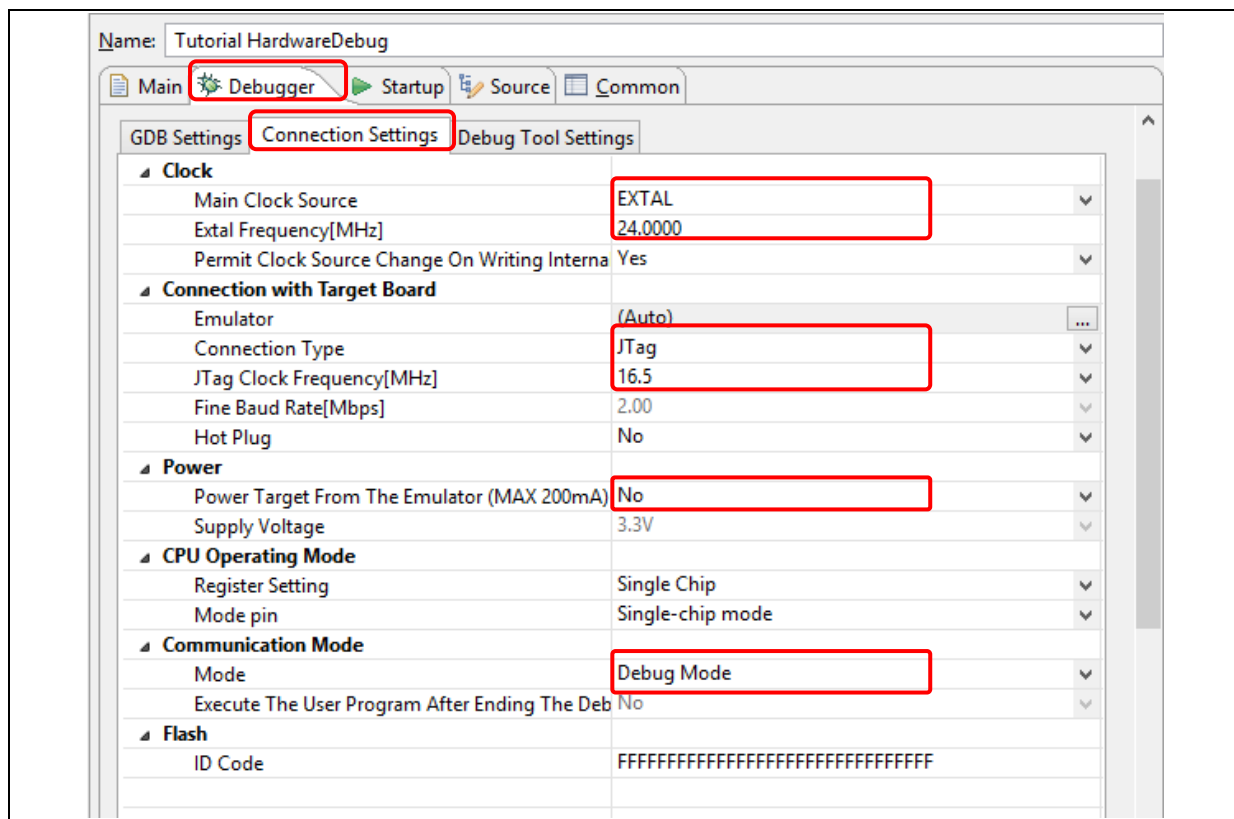 Name: Tutorial HardwareDebug
Main Debugger Startup Source Common
GDB Settings Connection Settings Debug Tool Settings
Clock
Main Clock Source EXTAL
Extal Frequency[MHz] 24.0000
Permit Clock Source Change On Writing Interna Yes
Connection with Target Board
Emulator (Auto) ...
Connection Type JTag
JTag Clock Frequency[MHz] 16.5
Fine Baud Rate[Mbps] 2.00
Hot Plug No
Power
Power Target From The Emulator (MAX 200mA) No
Supply Voltage 3.3V
CPU Operating Mode
Register Setting Single Chip
Mode pin Single-chip mode
Communication Mode
Mode Debug Mode
Execute The User Program After Ending The Deb No
Flash
ID Code FFFFFFFFFFFFFFFFFFFFFFFFFFFFFFFF